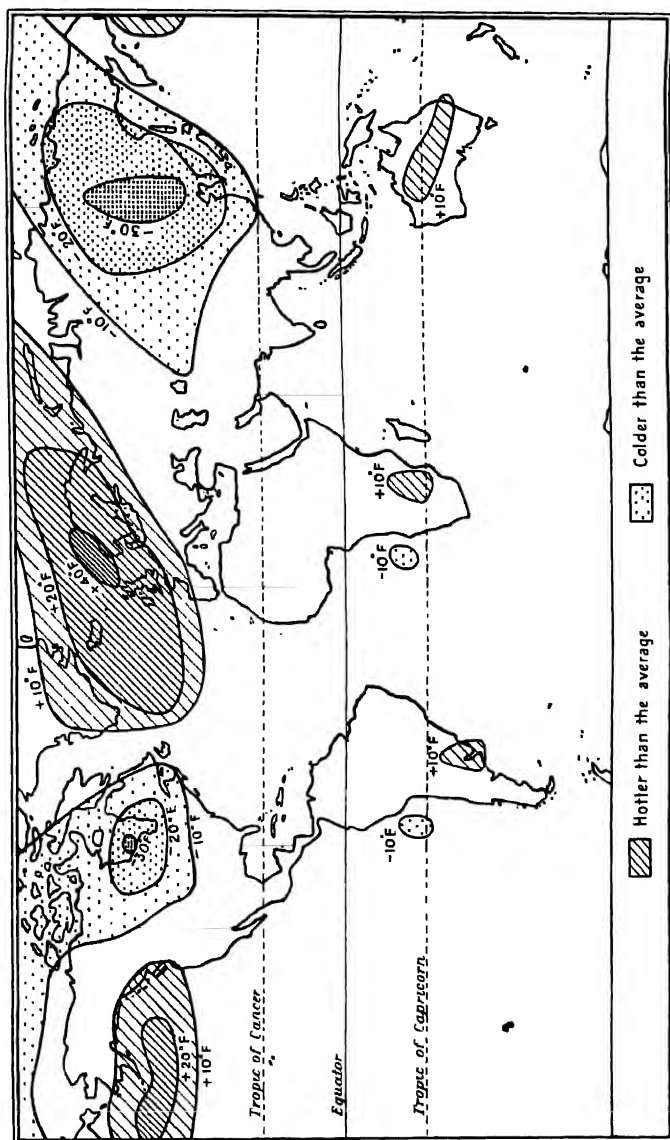 +20°F
+10°F
-10°F
20°F
30°F
+10°F
+20°F
x 40°F
-10°F
-20°F
-30°F
Tropic of Cancer
Equator
Tropic of Capricorn
-10°F
+10°F
-10°F
+10°F
+10°F
Hotter than the average
Colder than the average